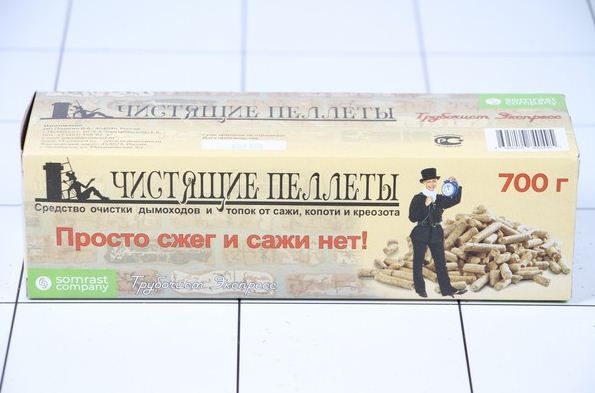 somrast
company
ЧИСТЯЩИЕ ПЕЛЛЕТЫ
Трубочист Экспресс
ЧИСТЯЩИЕ ПЕЛЛЕТЫ
700 г
Средство очистки дымоходов и топок от сажи, копоти и креозота
Просто сжег и сажи нет!
somrast
company
Трубочист Экспресс